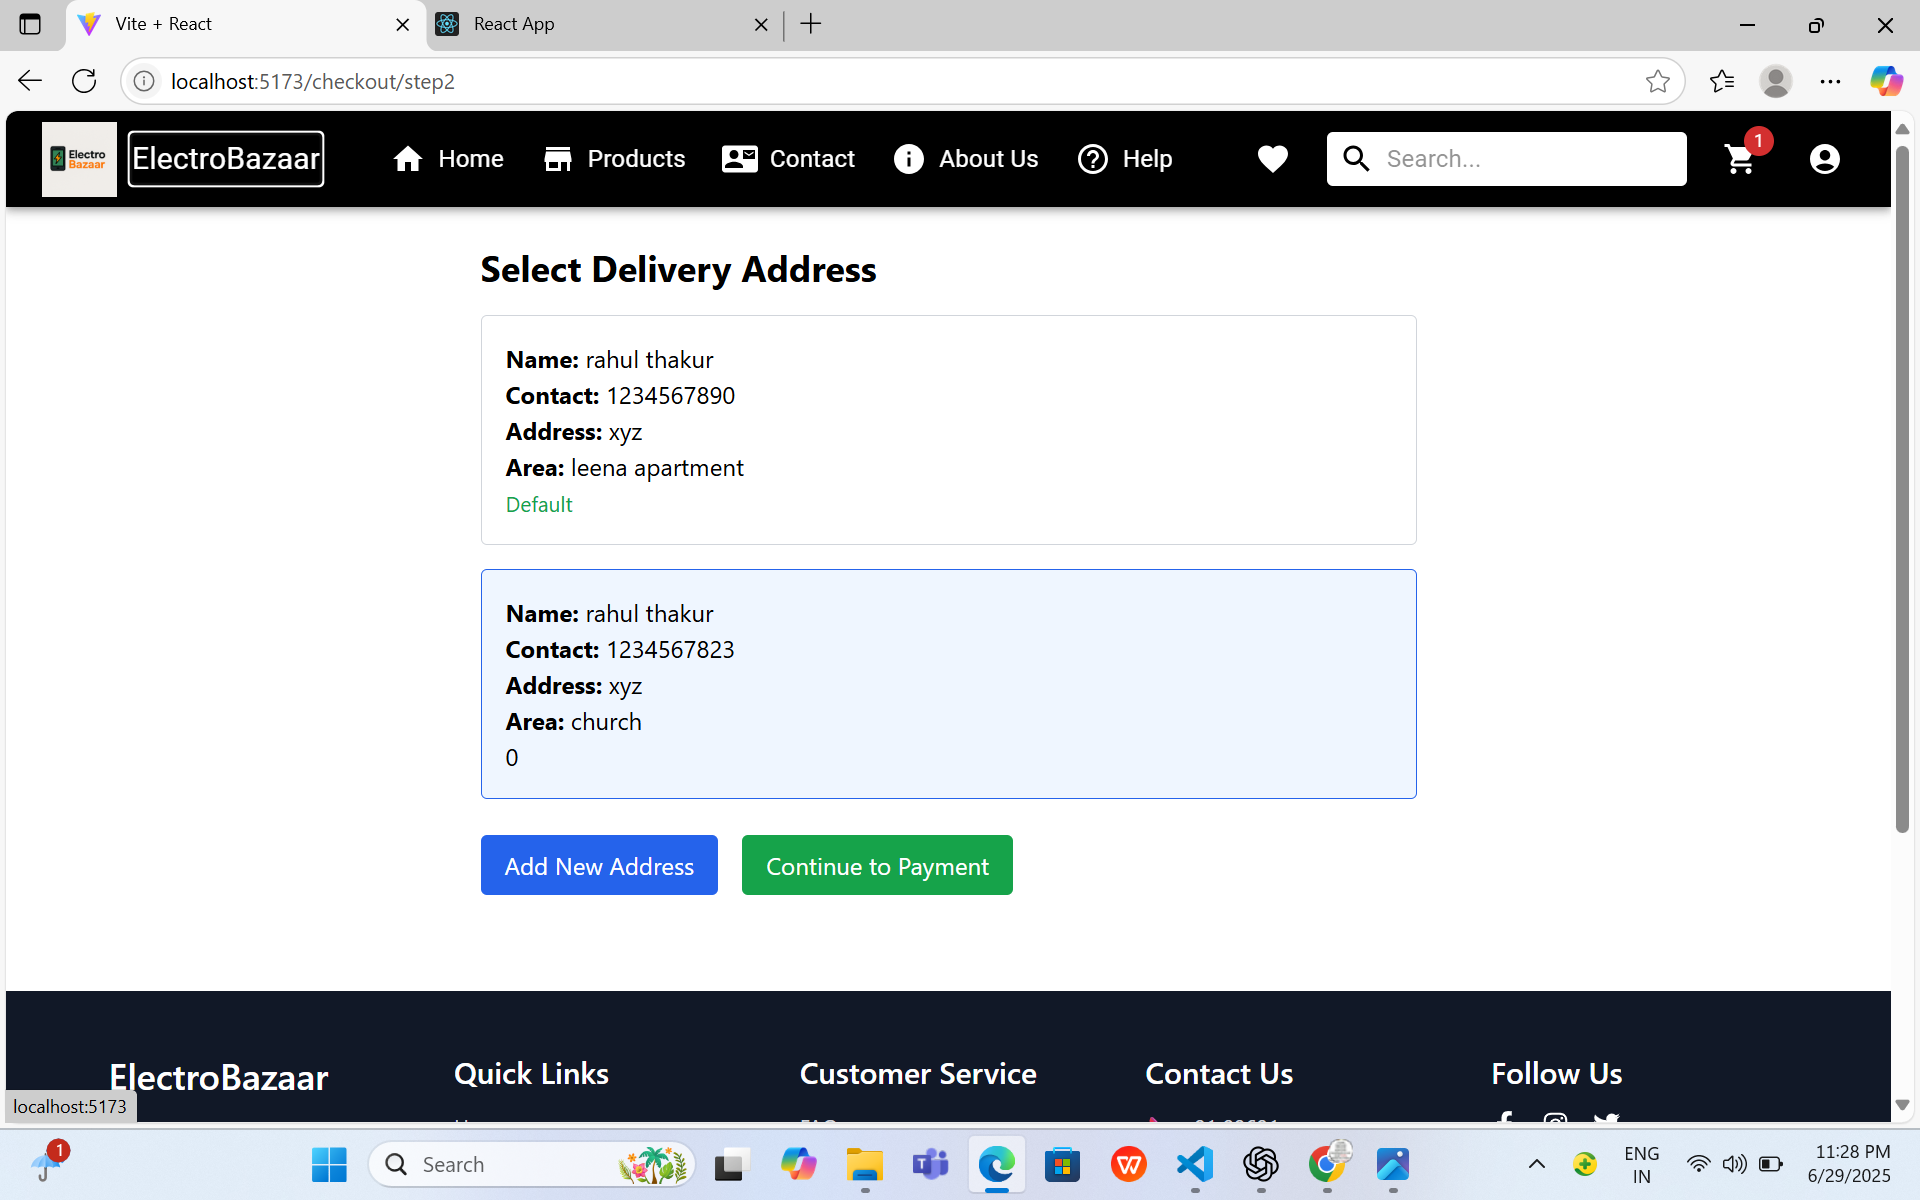 Vite + React
React App
localhost:5173/checkout/step2
Electro
Bazaar
ElectroBazaar
Home
Products
Contact
About Us
Help
Search...
1
Select Delivery Address
Name: rahul thakur
Contact: 1234567890
Address: xyz
Area: leena apartment
Default
Name: rahul thakur
Contact: 1234567823
Address: xyz
Area: church
0
Add New Address
Continue to Payment
ElectroBazaar
Quick Links
Customer Service
Contact Us
Follow Us
localhost:5173
1
Search
ENG
IN
11:28 PM
6/29/2025